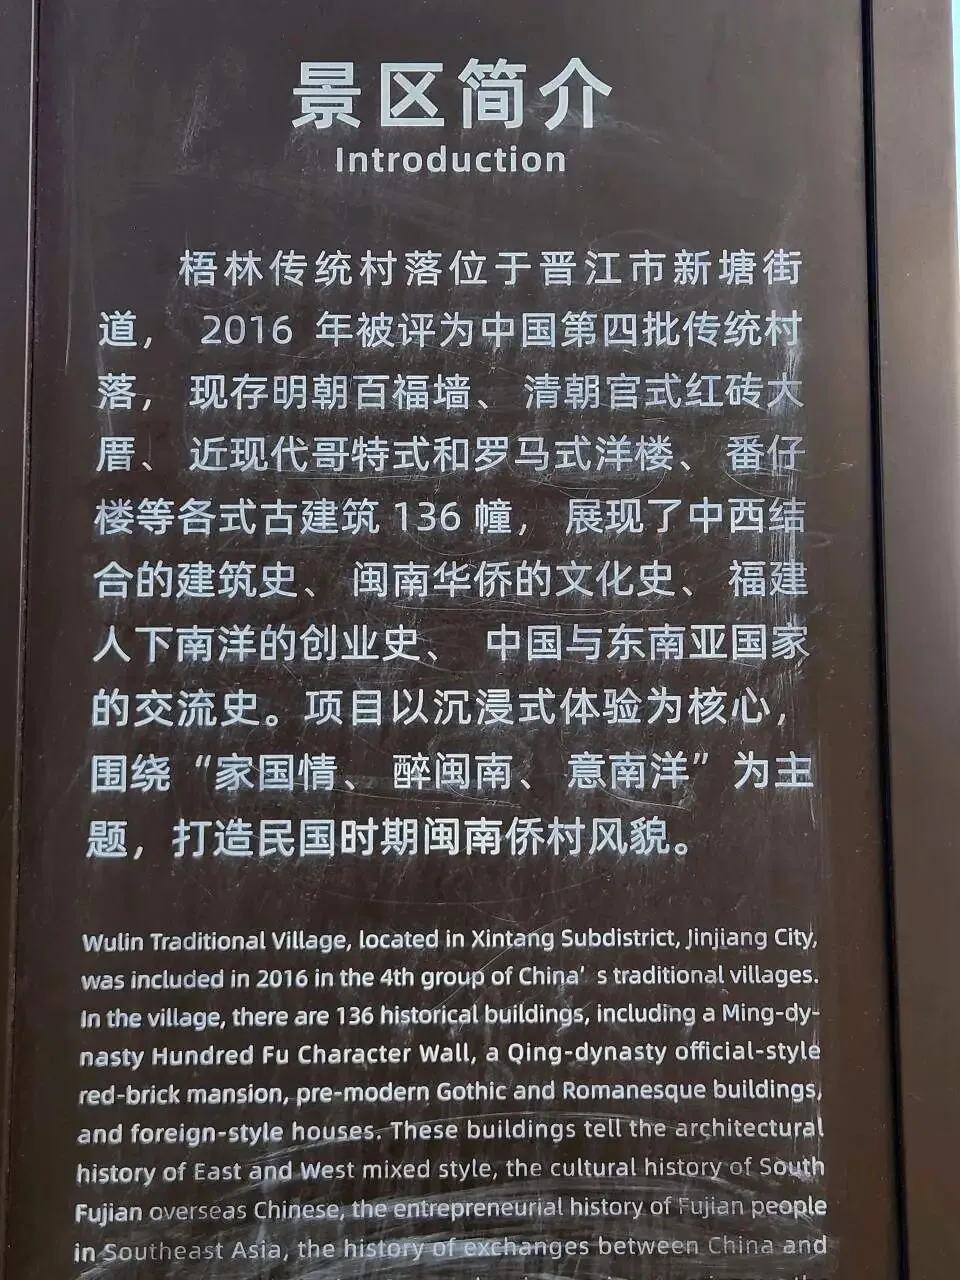 景区简介
Introduction
梧林传统村落位于晋江市新塘街
道，2016 年被评为中国第四批传统村
落，现存明朝百福墙、清朝官式红砖大
厝、近现代哥特式和罗马式洋楼、番仔
楼等各式古建筑 136 幢，展现了中西结
合的建筑史、闽南华侨的文化史、福建
人下南洋的创业史、中国与东南亚国家
的交流史。项目以沉浸式体验为核心，
围绕“家国情、醉闽南、意南洋”为主
题，打造民国时期闽南侨村风貌。
Wulin Traditional Village, located in Xintang Subdistrict, Jinjiang City,
was included in 2016 in the 4th group of China’s traditional villages.
In the village, there are 136 historical buildings, including a Ming-dy-
nasty Hundred Fu Character Wall, a Qing-dynasty official-style
red-brick mansion, pre-modern Gothic and Romanesque buildings,
and foreign-style houses. These buildings tell the architectural
history of East and West mixed style, the cultural history of South
Fujian overseas Chinese, the entrepreneurial history of Fujian people
in Southeast Asia, the history of exchanges between China and